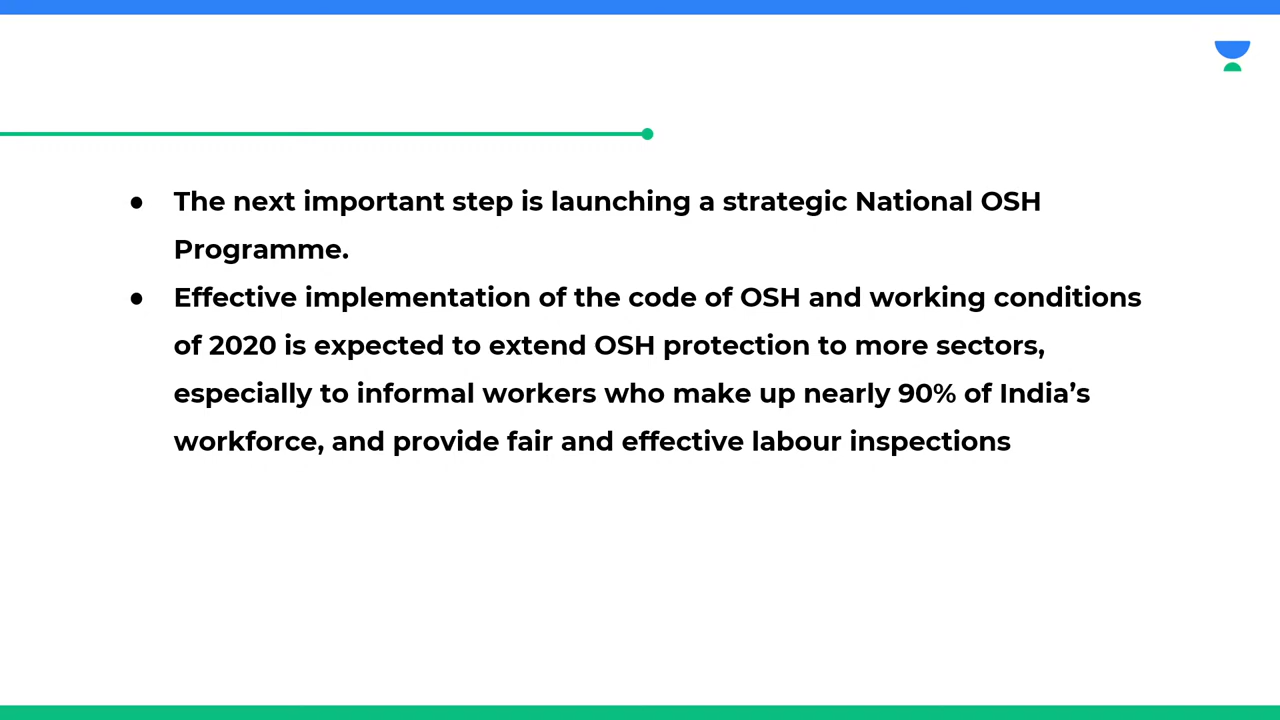 ● The next important step is launching a strategic National OSH
Programme.
● Effective implementation of the code of OSH and working conditions
of 2020 is expected to extend OSH protection to more sectors,
especially to informal workers who make up nearly 90% of India’s
workforce, and provide fair and effective labour inspections